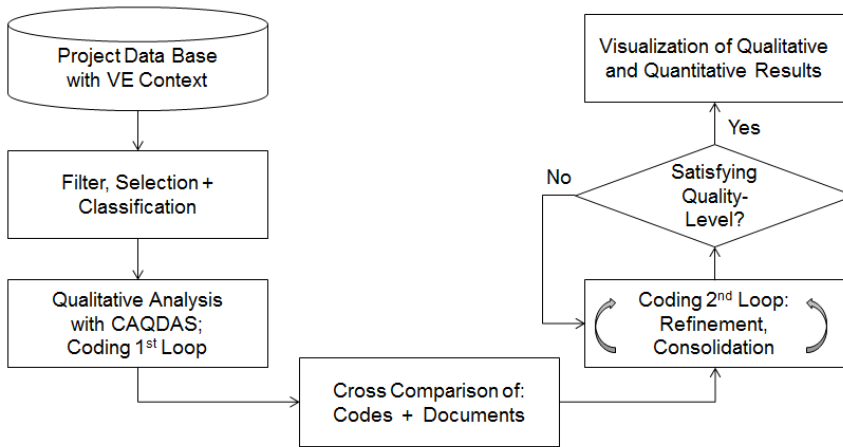 Project Data Base
with VE Context
Filter, Selection +
Classification
Qualitative Analysis
with CAQDAS;
Coding 1st Loop
Cross Comparison of:
Codes + Documents
Coding 2nd Loop:
Refinement,
Consolidation
Satisfying
Quality-
Level?
No
Yes
Visualization of Qualitative
and Quantitative Results